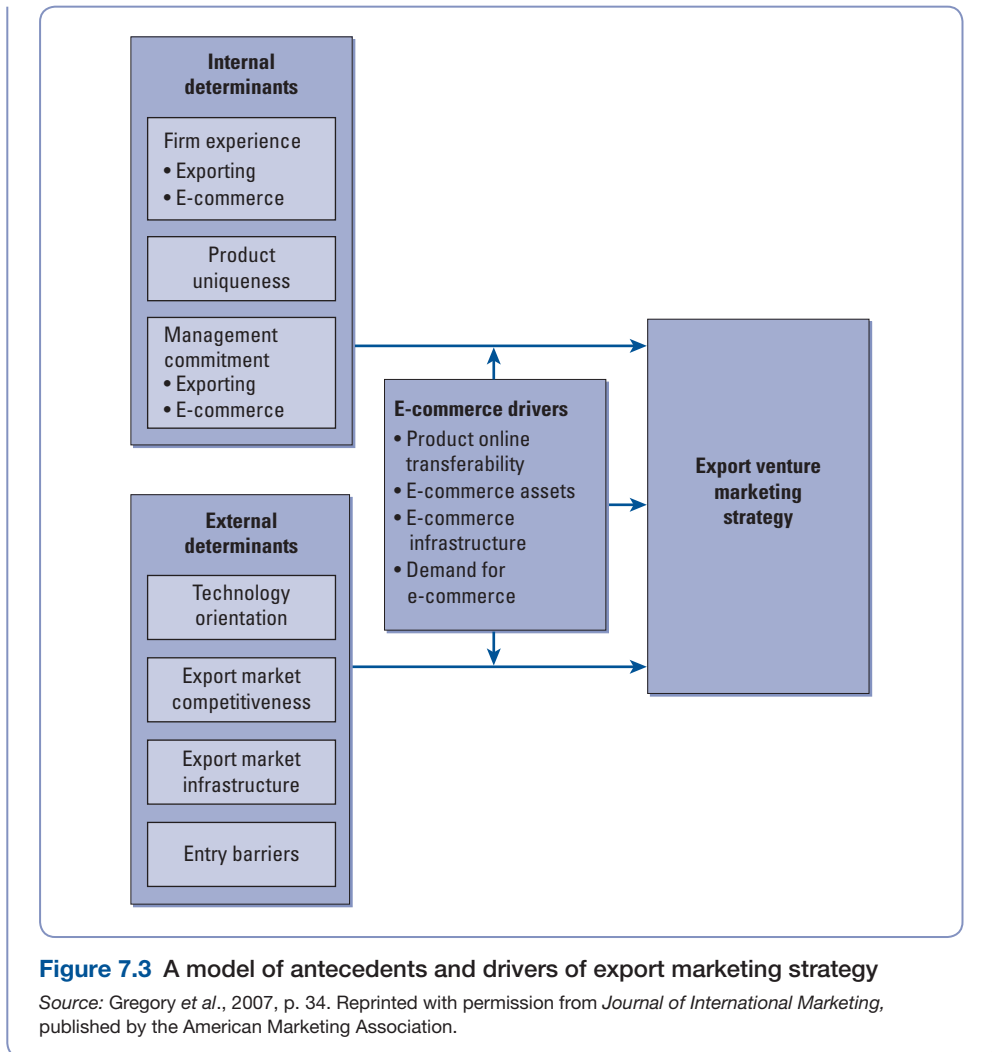 Internal
determinants
Firm experience
• Exporting
• E-commerce
Product
uniqueness
Management
commitment
• Exporting
• E-commerce
External
determinants
Technology
orientation
Export market
competitiveness
Export market
infrastructure
Entry barriers
E-commerce drivers
• Product online
transferability
• E-commerce assets
• E-commerce
infrastructure
• Demand for
e-commerce
Export venture
marketing
strategy
Figure 7.3 A model of antecedents and drivers of export marketing strategy
Source: Gregory et al., 2007, p. 34. Reprinted with permission from Journal of International Marketing,
published by the American Marketing Association.